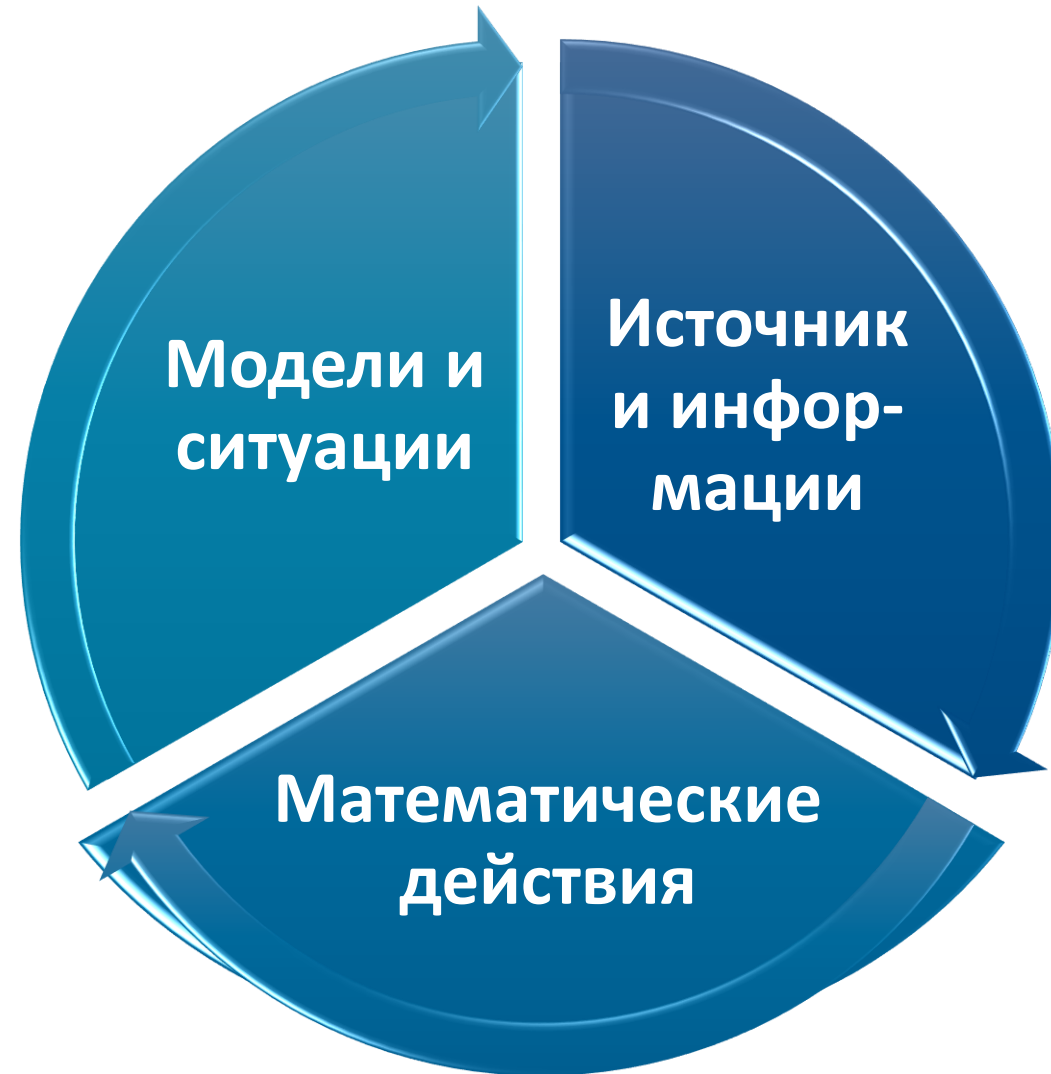 Модели и
ситуации
Источник
и инфор-
мации
Математические
действия